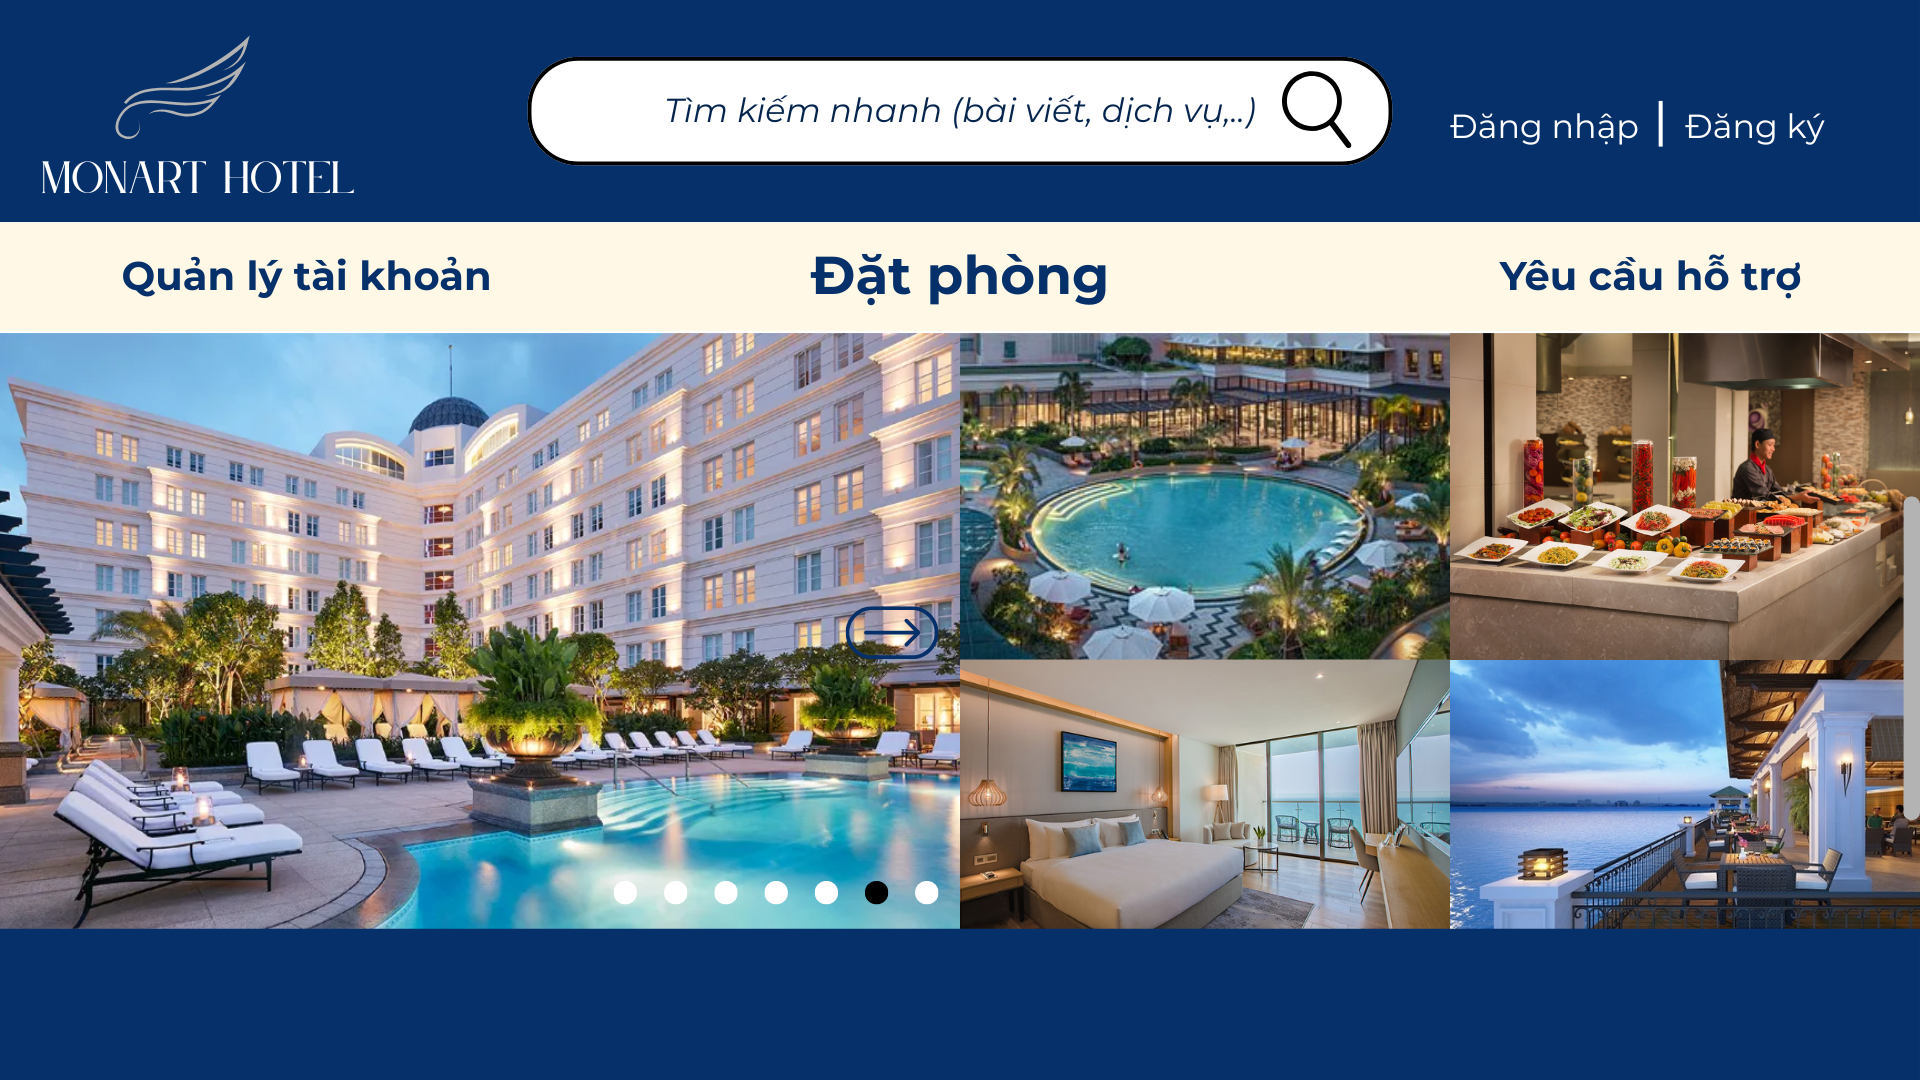 MONART HOTEL
Tìm kiếm nhanh (bài viết, dịch vụ,..)
Đăng nhập | Đăng ký
Quản lý tài khoản
Đặt phòng
Yêu cầu hỗ trợ